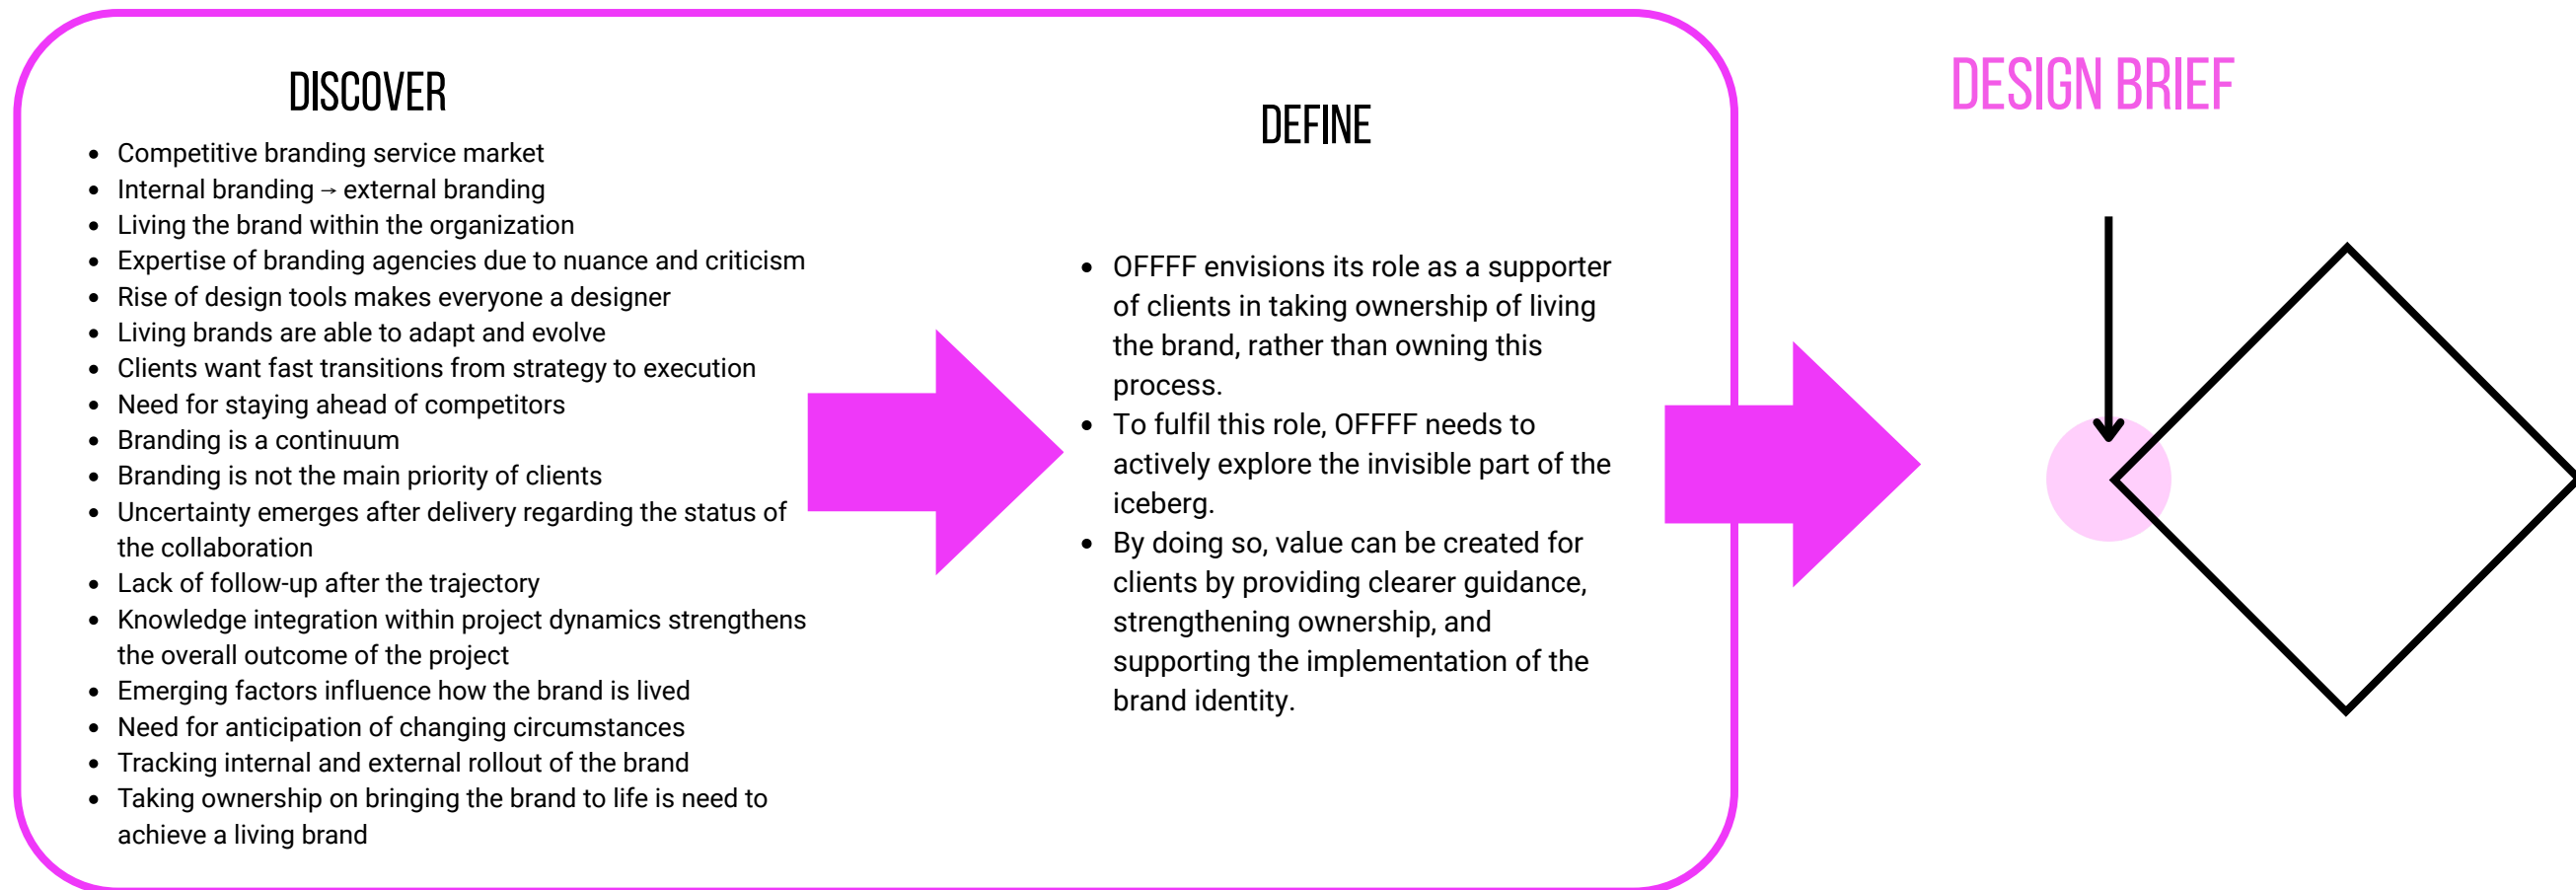 DISCOVER
• Competitive branding service market
• Internal branding → external branding
• Living the brand within the organization
• Expertise of branding agencies due to nuance and criticism
• Rise of design tools makes everyone a designer
• Living brands are able to adapt and evolve
• Clients want fast transitions from strategy to execution
• Need for staying ahead of competitors
• Branding is a continuum
• Branding is not the main priority of clients
• Uncertainty emerges after delivery regarding the status of
the collaboration
• Lack of follow-up after the trajectory
• Knowledge integration within project dynamics strengthens
the overall outcome of the project
• Emerging factors influence how the brand is lived
• Need for anticipation of changing circumstances
• Tracking internal and external rollout of the brand
• Taking ownership on bringing the brand to life is need to
achieve a living brand
DEFINE
• OFFFF envisions its role as a supporter
of clients in taking ownership of living
the brand, rather than owning this
process.
• To fulfil this role, OFFFF needs to
actively explore the invisible part of the
iceberg.
• By doing so, value can be created for
clients by providing clearer guidance,
strengthening ownership, and
supporting the implementation of the
brand identity.
DESIGN BRIEF